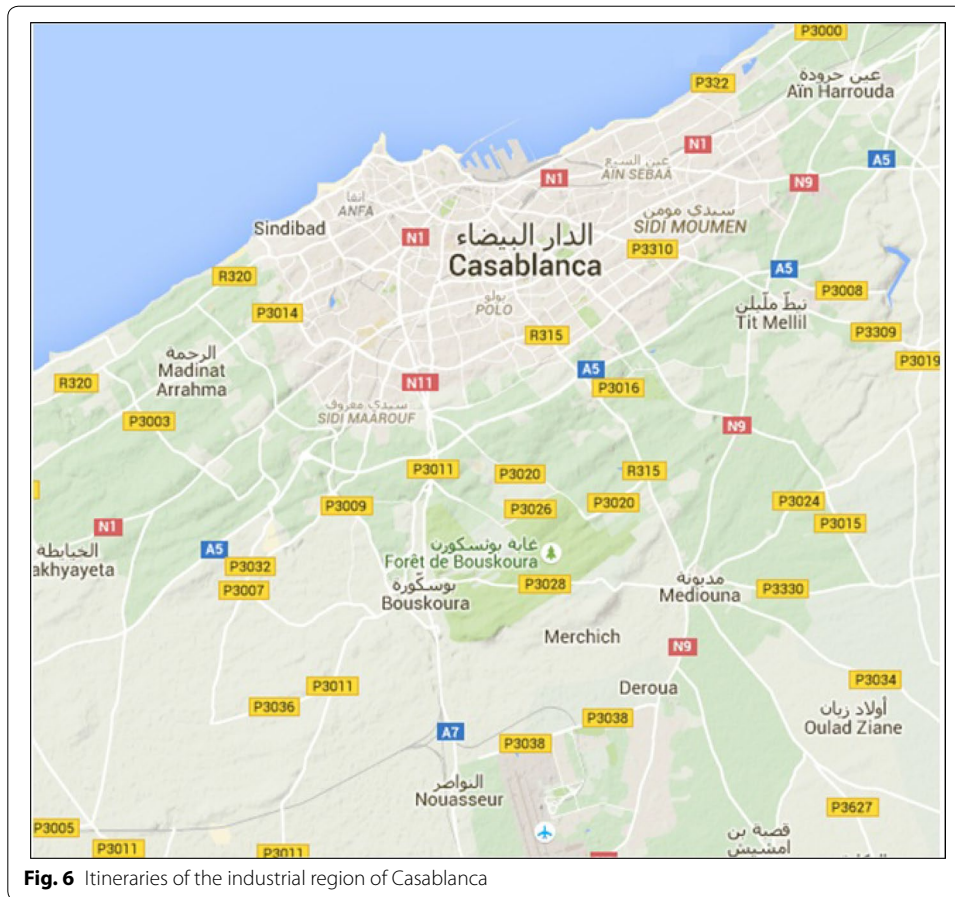 P3000
عين حرودة
Aïn Harrouda
P322
N1
A5
عين السبع
AÏN SEBAÂ
N1
N9
انفا
ANFA
سيدي مومن
SIDI MOUMEN
Sindibad
N1
الدار البيضاء
Casablanca
P3310
R320
A5
P3008
بولو
POLO
تيط مليل
Tit Mellil
P3014
R315
P3309
الرحمة
Madinat
Arrahma
P3019
R320
N11
A5
P3016
سيدي معروف
SIDI MAÂROUF
P3003
N9
P3011
P3020
R315
P3009
P3026
P3020
P3024
P3015
N1
الخيايطة
akhyayeta
A5
P3032
غابة بوسكورة
Forêt de Bouskoura
P3007
بوسكورة
Bouskoura
P3028
مديونة
Mediouna
P3330
Merchich
N9
P3011
Deroua
P3034
P3036
P3038
أولاد زيان
Oulad Ziane
A7
P3038
النواصر
Nouasseur
P3627
P3005
قصبة بن
امشيش
P3011
P3011
Fig. 6 Itineraries of the industrial region of Casablanca